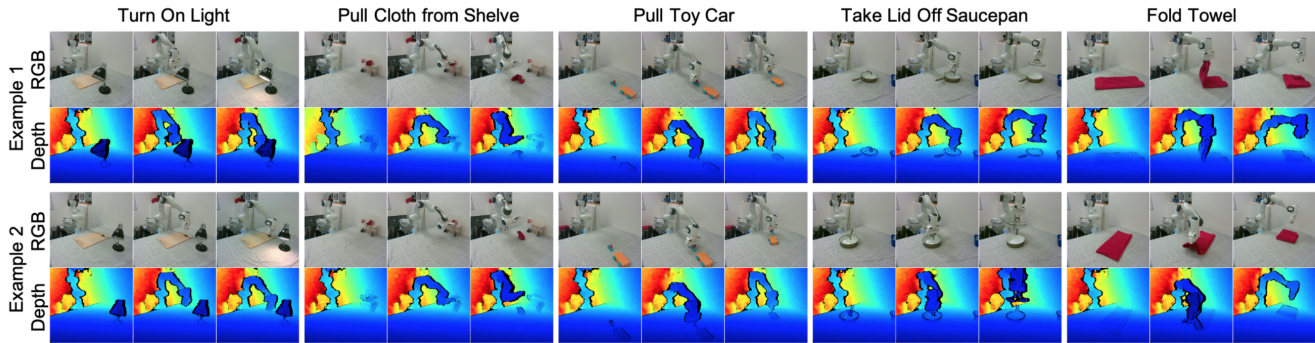 Turn On Light
Pull Cloth from Shelve
Pull Toy Car
Take Lid Off Saucepan
Fold Towel
Example 1
RGB
Depth
Example 2
RGB
Depth